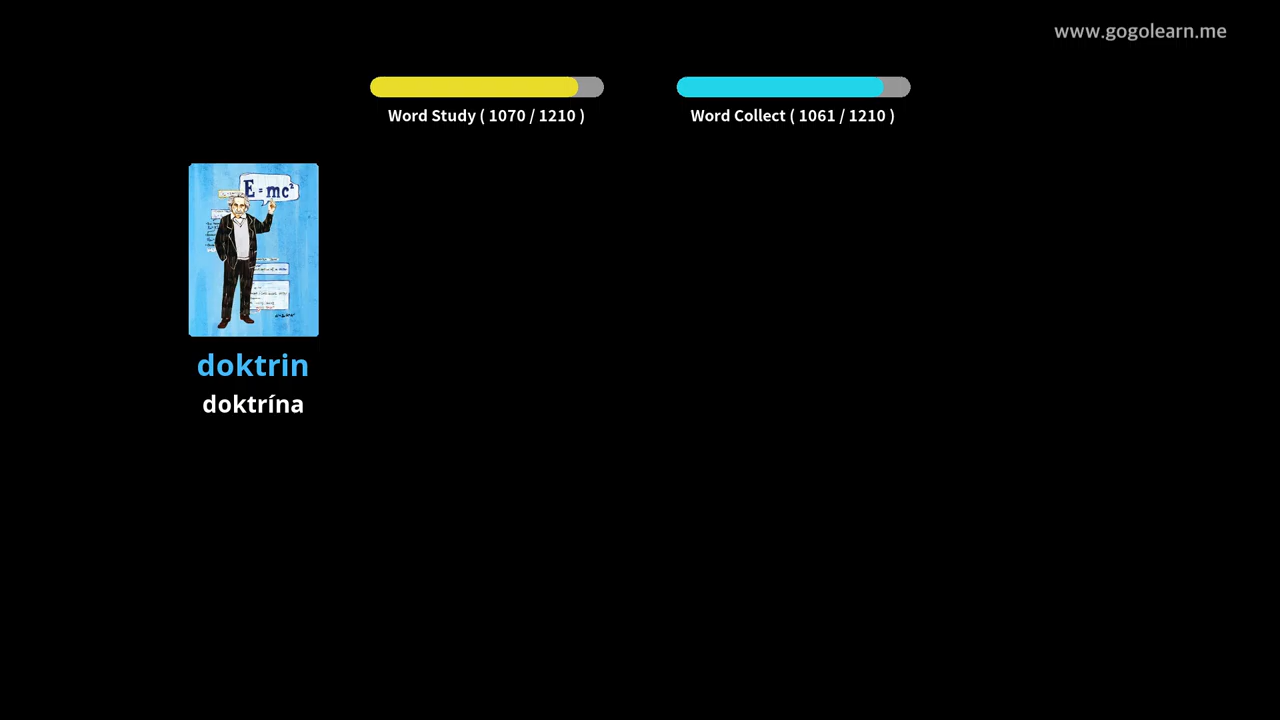 www.gogolearn.me
Word Study ( 1070 / 1210 )
Word Collect ( 1061 / 1210 )
E = mc²
doktrin
doktrína